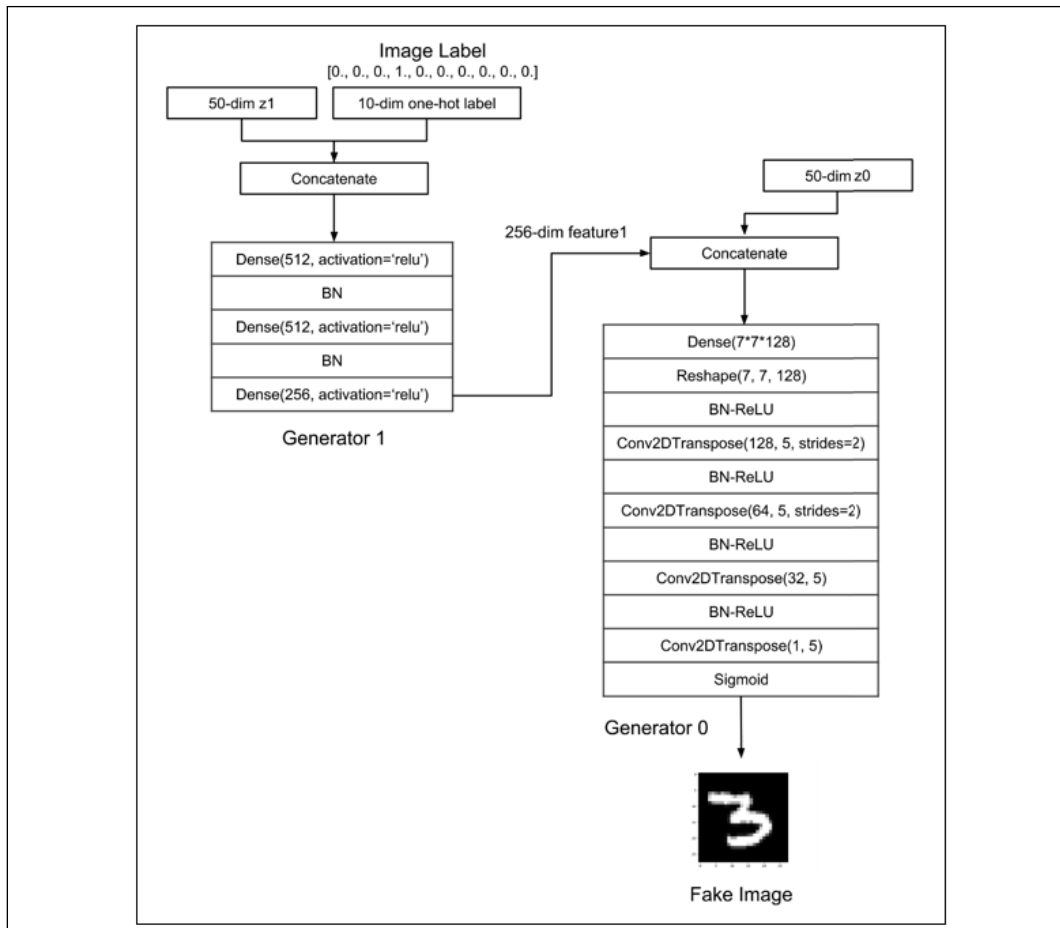 Image Label
[0., 0., 0., 1., 0., 0., 0., 0., 0., 0.]
50-dim z1
10-dim one-hot label
Concatenate
Dense(512, activation=‘relu’)
BN
Dense(512, activation=‘relu’)
BN
Dense(256, activation=‘relu’)
Generator 1
256-dim feature1
50-dim z0
Concatenate
Dense(7*7*128)
Reshape(7, 7, 128)
BN-ReLU
Conv2DTranspose(128, 5, strides=2)
BN-ReLU
Conv2DTranspose(64, 5, strides=2)
BN-ReLU
Conv2DTranspose(32, 5)
BN-ReLU
Conv2DTranspose(1, 5)
Sigmoid
Generator 0
3
Fake Image